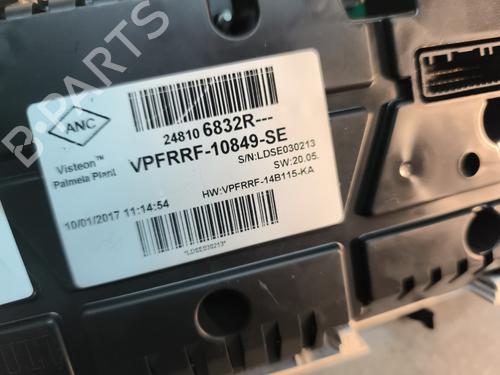 B-PARTS
ANC
Visteon™
Palmela Plant
24810 6832R---
VPFRRF-10849-SE
S/N:LDSE030213
SW:20.05.
HW:VPFRRF-14B115-KA
10/01/2017 11:14:54
*LDSE030213*